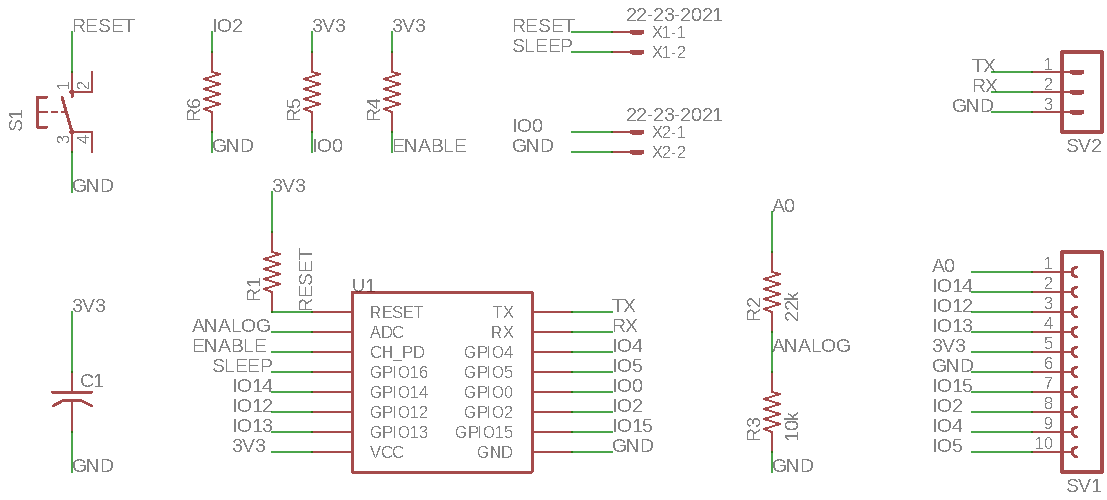 RESET
1
2
S1
3
4
GND
IO2
R6
GND
3V3
R5
IO0
3V3
R4
ENABLE
22-23-2021
RESET
X1-1
SLEEP
X1-2
22-23-2021
IO0
X2-1
GND
X2-2
TX 1
RX 2
GND 3
SV2
3V3
C1
GND
3V3
R1
RESET
U1
RESET TX TX
ANALOG ADC RX RX
ENABLE CH_PD GPIO4 IO4
SLEEP GPIO16 GPIO5 IO5
IO14 GPIO14 GPIO0 IO0
IO12 GPIO12 GPIO2 IO2
IO13 GPIO13 GPIO15 IO15
3V3 VCC GND GND
A0
R2
22k
ANALOG
R3
10k
GND
A0 1
IO14 2
IO12 3
IO13 4
3V3 5
GND 6
IO15 7
IO2 8
IO4 9
IO5 10
SV1